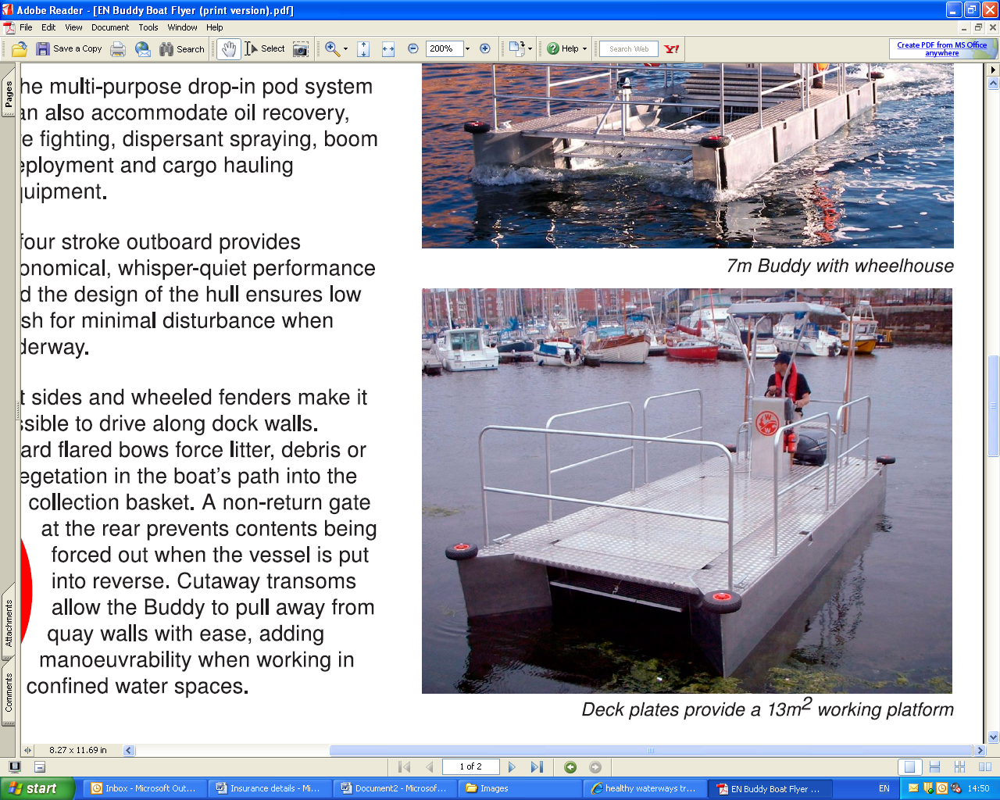 Adobe Reader - [EN Buddy Boat Flyer (print version).pdf]
File Edit View Document Tools Window Help
Save a Copy Search Select 200% Help Search Web Y! Create PDF from MS Office anywhere
Pages
he multi-purpose drop-in pod system
an also accommodate oil recovery,
re fighting, dispersant spraying, boom
eployment and cargo hauling
quipment.
four stroke outboard provides
onomical, whisper-quiet performance
d the design of the hull ensures low
sh for minimal disturbance when
derway.
t sides and wheeled fenders make it
ssible to drive along dock walls.
ard flared bows force litter, debris or
egetation in the boat's path into the
collection basket. A non-return gate
at the rear prevents contents being
forced out when the vessel is put
into reverse. Cutaway transoms
allow the Buddy to pull away from
quay walls with ease, adding
manoeuvrability when working in
confined water spaces.
7m Buddy with wheelhouse
W W
Deck plates provide a 13m² working platform
Attachments
Comments
8.27 x 11.69 in
1 of 2
start Inbox - Microsoft Out... Insurance details - Mi... Document2 - Microsof... Images healthy waterways tr... EN Buddy Boat Flyer ... EN 14:50